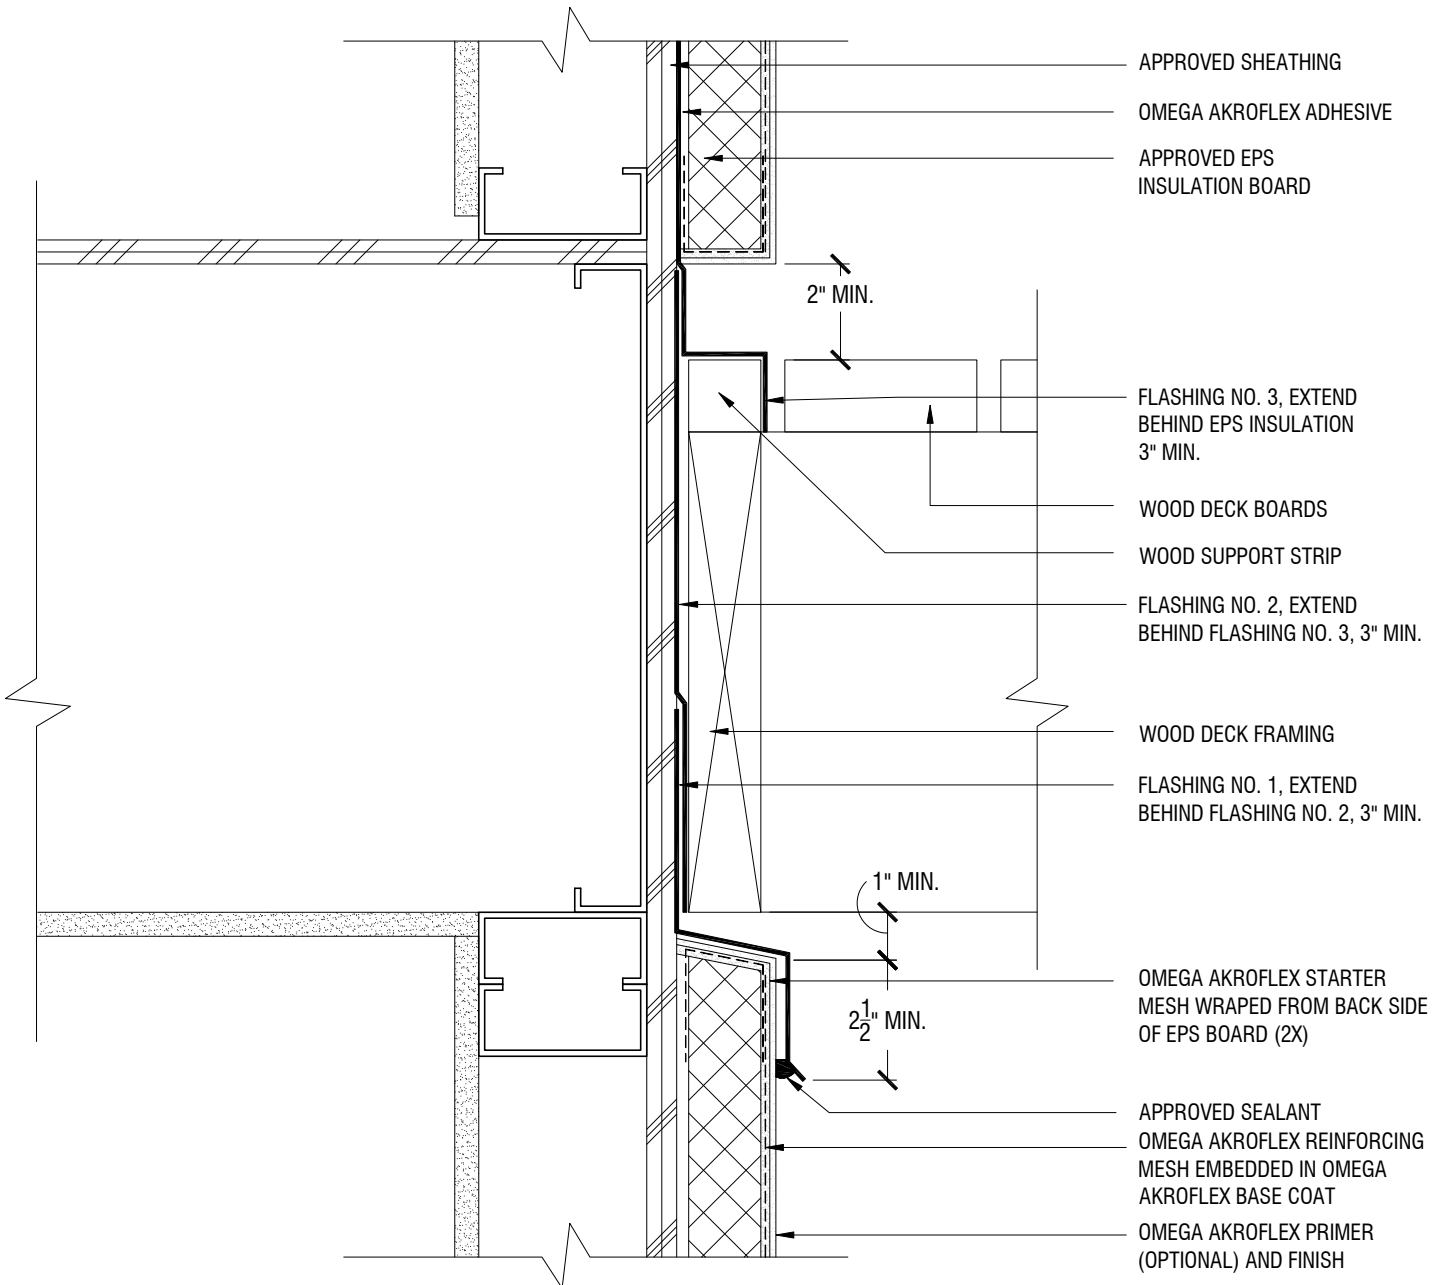 APPROVED SHEATHING
OMEGA AKROFLEX ADHESIVE
APPROVED EPS
INSULATION BOARD
2" MIN.
FLASHING NO. 3, EXTEND
BEHIND EPS INSULATION
3" MIN.
WOOD DECK BOARDS
WOOD SUPPORT STRIP
FLASHING NO. 2, EXTEND
BEHIND FLASHING NO. 3, 3" MIN.
WOOD DECK FRAMING
FLASHING NO. 1, EXTEND
BEHIND FLASHING NO. 2, 3" MIN.
1" MIN.
OMEGA AKROFLEX STARTER
MESH WRAPED FROM BACK SIDE
OF EPS BOARD (2X)
2 1/2" MIN.
APPROVED SEALANT
OMEGA AKROFLEX REINFORCING
MESH EMBEDDED IN OMEGA
AKROFLEX BASE COAT
OMEGA AKROFLEX PRIMER
(OPTIONAL) AND FINISH